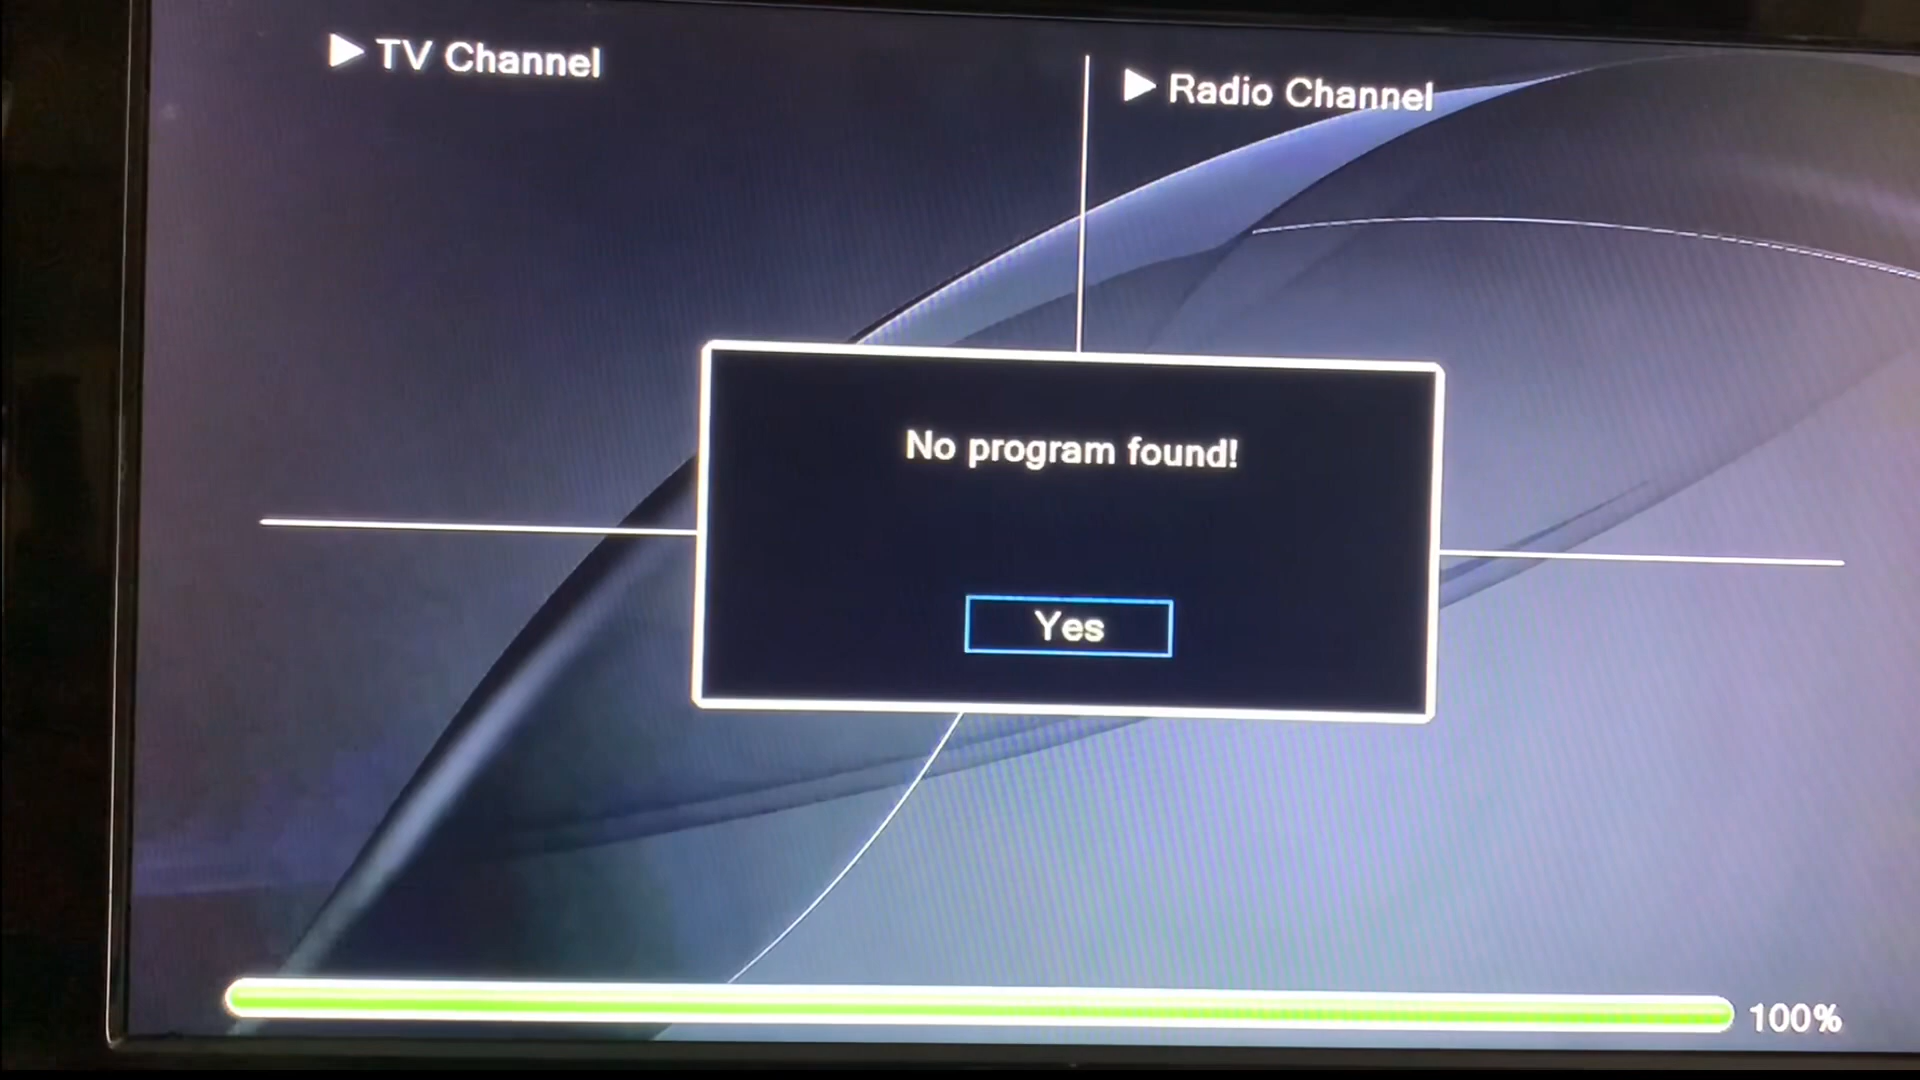 TV Channel
Radio Channel
No program found!
Yes
100%